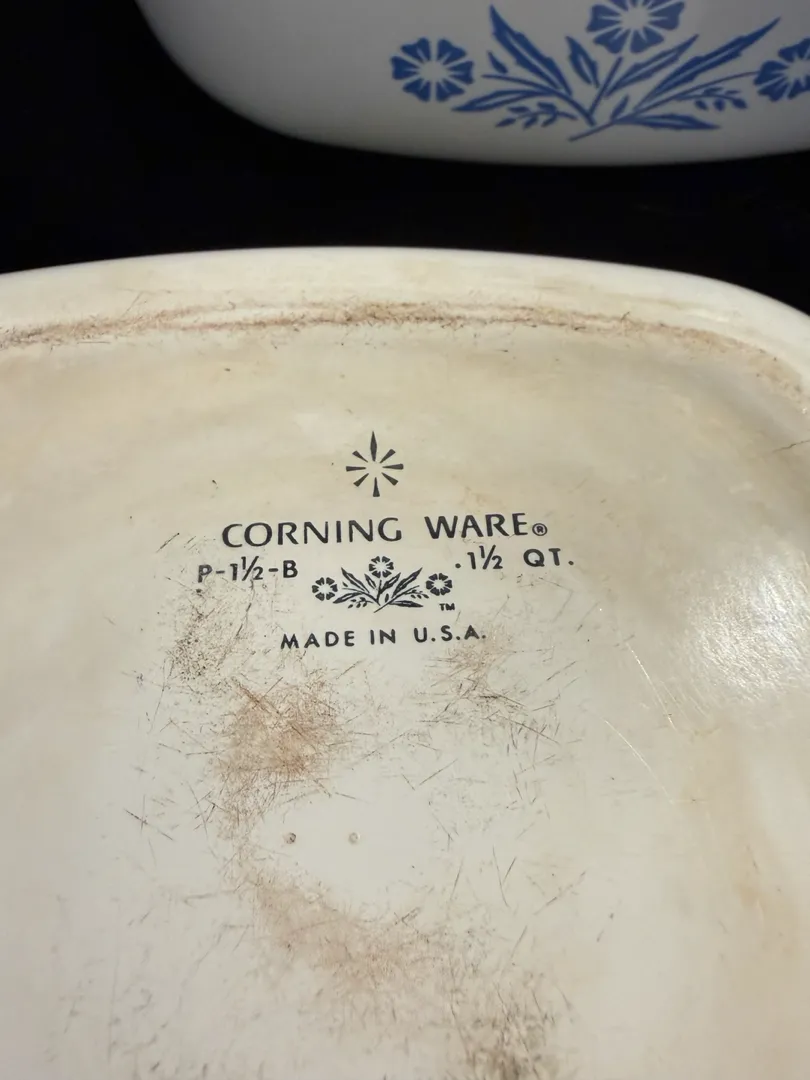 CORNING WARE®
P-1½-B .1½ QT.
TM
MADE IN U.S.A.